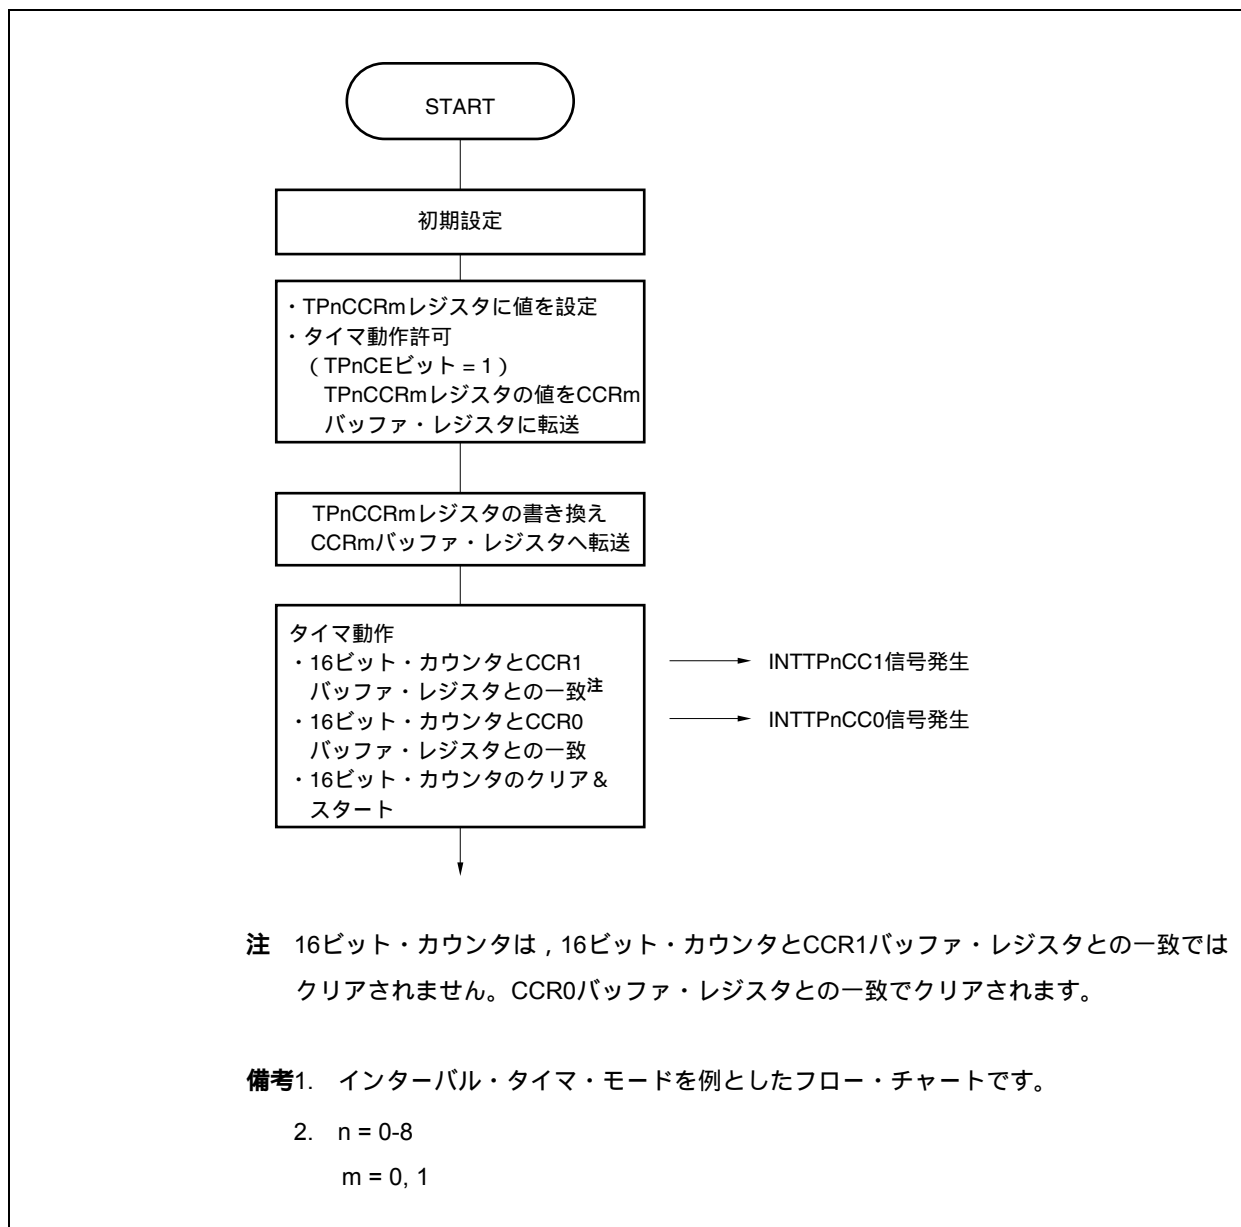 START
初期設定
・TPnCCRmレジスタに値を設定
・タイマ動作許可
（TPnCEビット = 1）
TPnCCRmレジスタの値をCCRm
バッファ・レジスタに転送
TPnCCRmレジスタの書き換え
CCRmバッファ・レジスタへ転送
タイマ動作
・16ビット・カウンタとCCR1
バッファ・レジスタとの一致注
・16ビット・カウンタとCCR0
バッファ・レジスタとの一致
・16ビット・カウンタのクリア＆
スタート
INTTPnCC1信号発生
INTTPnCC0信号発生
注 16ビット・カウンタは，16ビット・カウンタとCCR1バッファ・レジスタとの一致では
クリアされません。CCR0バッファ・レジスタとの一致でクリアされます。
備考1. インターバル・タイマ・モードを例としたフロー・チャートです。
2. n = 0-8
m = 0, 1